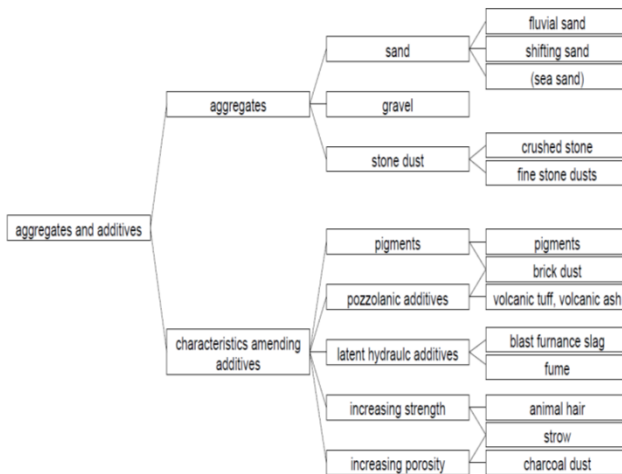 fluvial sand
sand
shifting sand
(sea sand)
aggregates
gravel
crushed stone
stone dust
fine stone dusts
aggregates and additives
pigments
pigments
brick dust
pozzolanic additives
volcanic tuff, volcanic ash
characteristics amending
additives
latent hydraulc additives
blast furnance slag
fume
increasing strength
animal hair
strow
increasing porosity
charcoal dust